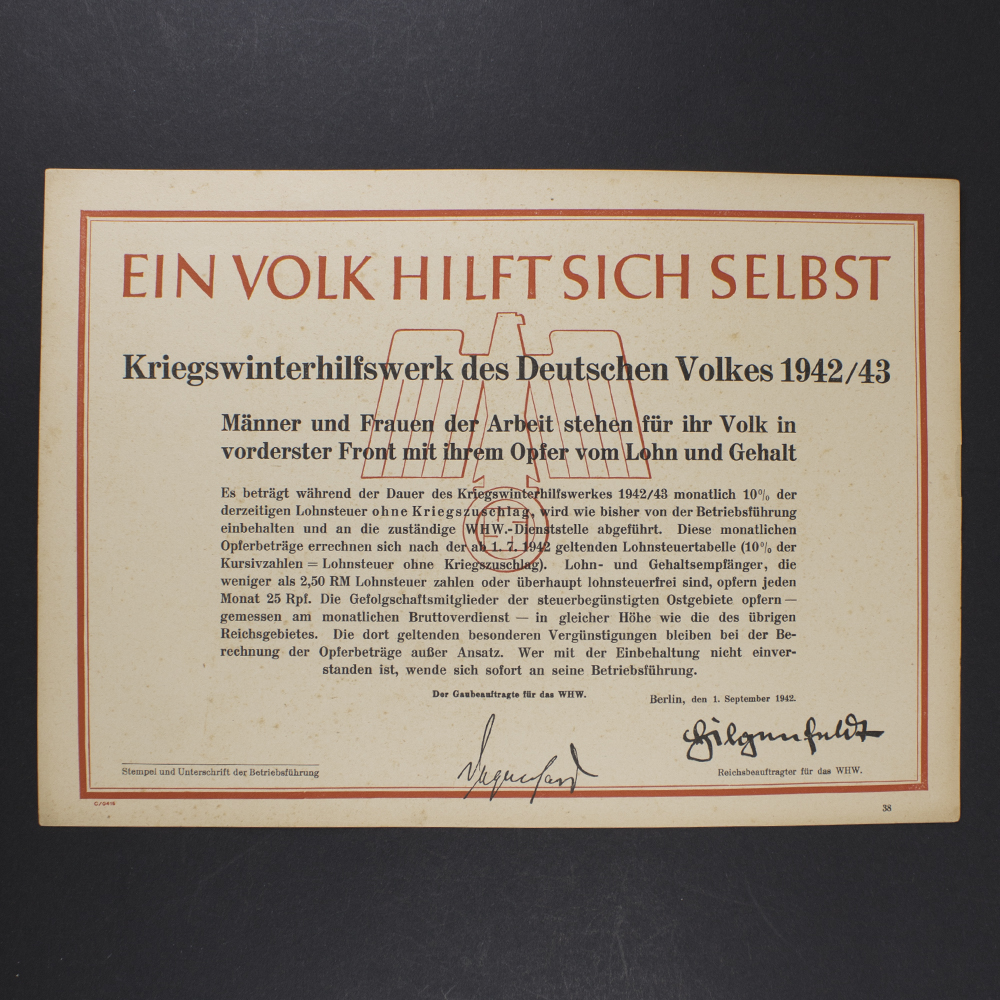 EIN VOLK HILFT SICH SELBST
Kriegswinterhilfswerk des Deutschen Volkes 1942/43
Männer und Frauen der Arbeit stehen für ihr Volk in
vorderster Front mit ihrem Opfer vom Lohn und Gehalt
Es beträgt während der Dauer des Kriegswinterhilfswerkes 1942/43 monatlich 10% der
derzeitigen Lohnsteuer ohne Kriegszuschlag, wird wie bisher von der Betriebsführung
einbehalten und an die zuständige WHW.-Dienststelle abgeführt. Diese monatlichen
Opferbeträge errechnen sich nach der ab 1. 7. 1942 geltenden Lohnsteuertabelle (10% der
Kursivzahlen = Lohnsteuer ohne Kriegszuschlag). Lohn- und Gehaltsempfänger, die
weniger als 2,50 RM Lohnsteuer zahlen oder überhaupt lohnsteuerfrei sind, opfern jeden
Monat 25 Rpf. Die Gefolgschaftsmitglieder der steuerbegünstigten Ostgebiete opfern —
gemessen am monatlichen Bruttoverdienst — in gleicher Höhe wie die des übrigen
Reichsgebietes. Die dort geltenden besonderen Vergünstigungen bleiben bei der Be-
rechnung der Opferbeträge außer Ansatz. Wer mit der Einbehaltung nicht einver-
standen ist, wende sich sofort an seine Betriebsführung.
Der Gaubeauftragte für das WHW.
Berlin, den 1. September 1942.
Hilgenfeldt
Stempel und Unterschrift der Betriebsführung
Reichsbeauftragter für das WHW.
C/0416
38